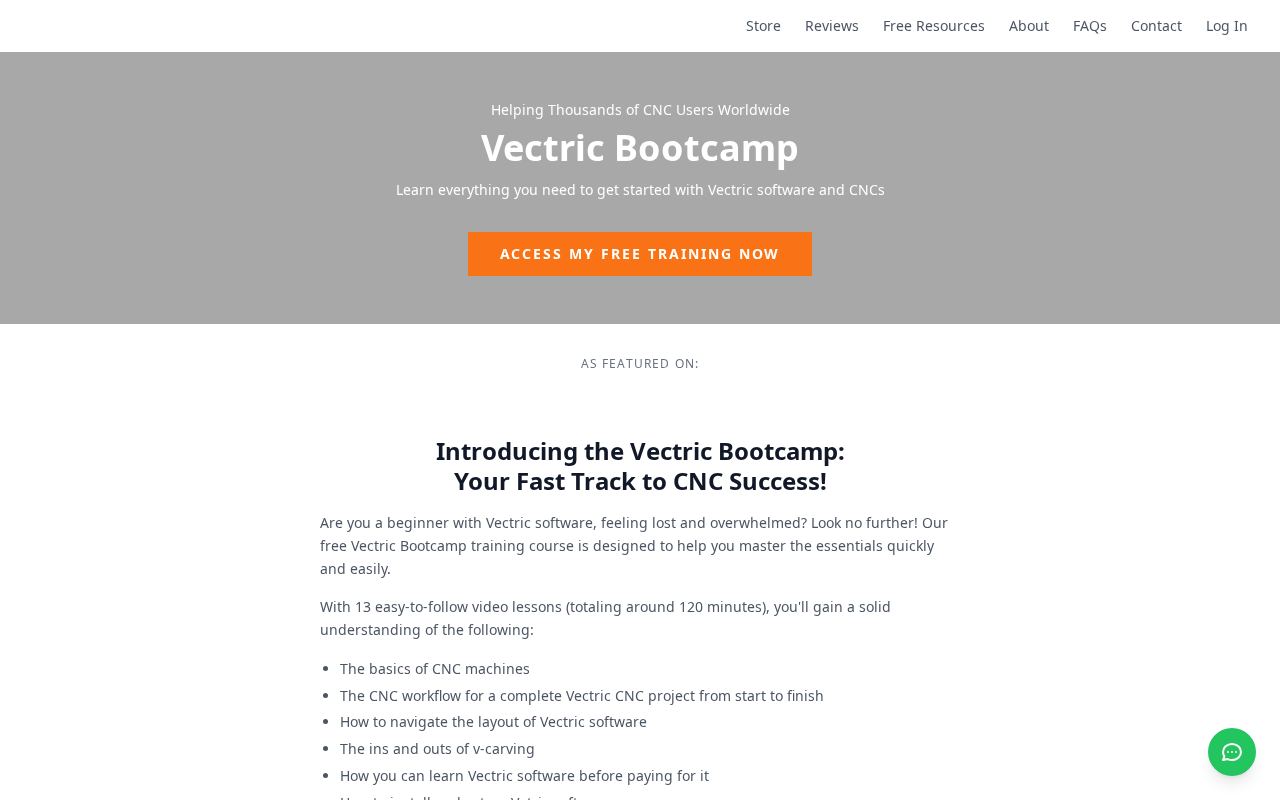 Store Reviews Free Resources About FAQs Contact Log In
Helping Thousands of CNC Users Worldwide
Vectric Bootcamp
Learn everything you need to get started with Vectric software and CNCs
ACCESS MY FREE TRAINING NOW
AS FEATURED ON:
Introducing the Vectric Bootcamp:
Your Fast Track to CNC Success!
Are you a beginner with Vectric software, feeling lost and overwhelmed? Look no further! Our
free Vectric Bootcamp training course is designed to help you master the essentials quickly
and easily.
With 13 easy-to-follow video lessons (totaling around 120 minutes), you'll gain a solid
understanding of the following:
The basics of CNC machines
The CNC workflow for a complete Vectric CNC project from start to finish
How to navigate the layout of Vectric software
The ins and outs of v-carving
How you can learn Vectric software before paying for it